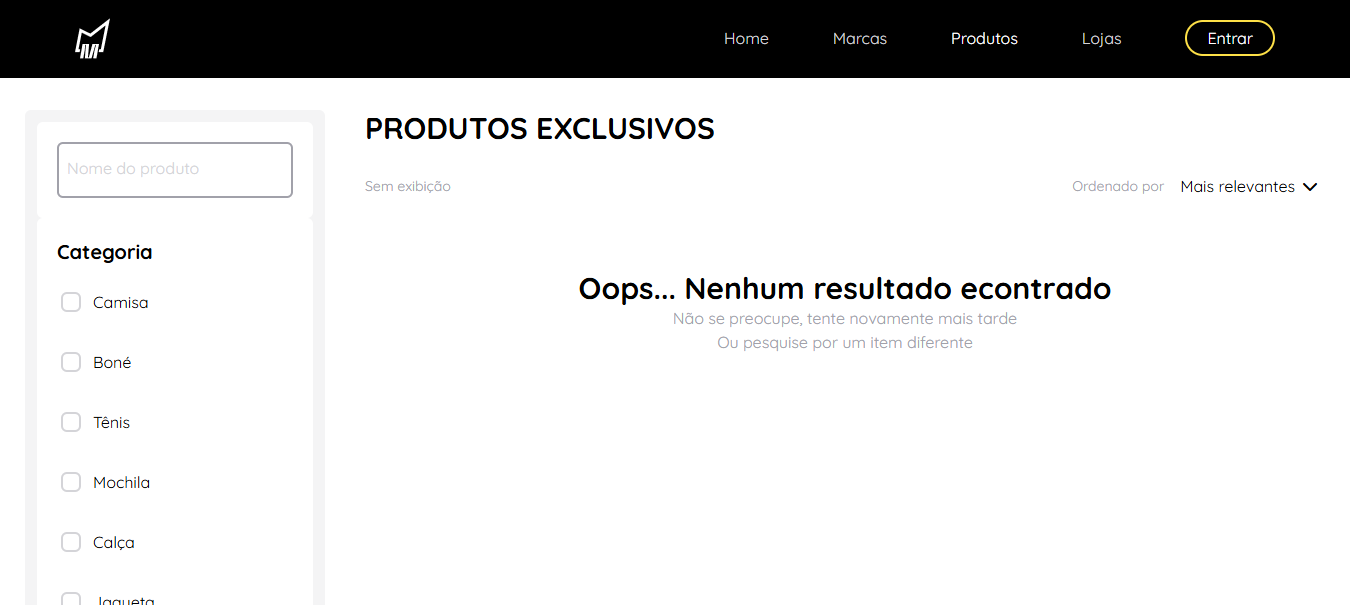 Home
Marcas
Produtos
Lojas
Entrar
Nome do produto
Categoria
Camisa
Boné
Tênis
Mochila
Calça
Jaqueta
PRODUTOS EXCLUSIVOS
Sem exibição
Ordenado por Mais relevantes
Oops... Nenhum resultado econtrado
Não se preocupe, tente novamente mais tarde
Ou pesquise por um item diferente